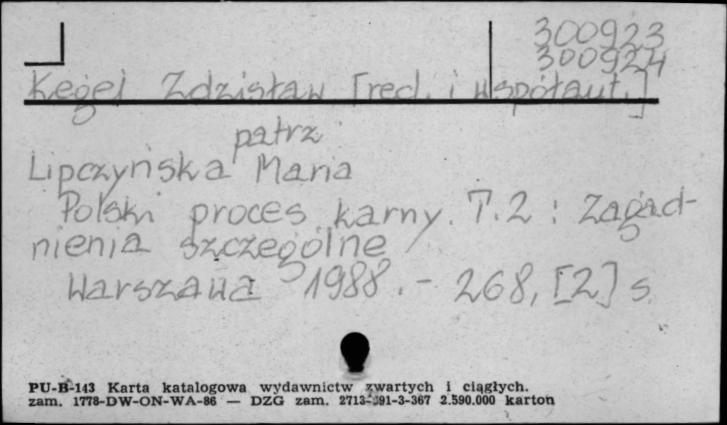 300923
300924
Kegel Zdzisław [red. i współaut.]
patrz
Lipczyńska Maria
Polski proces karny. T.2 : Zagad-
nienia szczególne
Warszawa 1988. - 268, [2] s.
PU-B-143 Karta katalogowa wydawnictw zwartych i ciągłych.
zam. 1778-DW-ON-WA-86 — DZG zam. 2713-391-3-367 2.590.000 karton